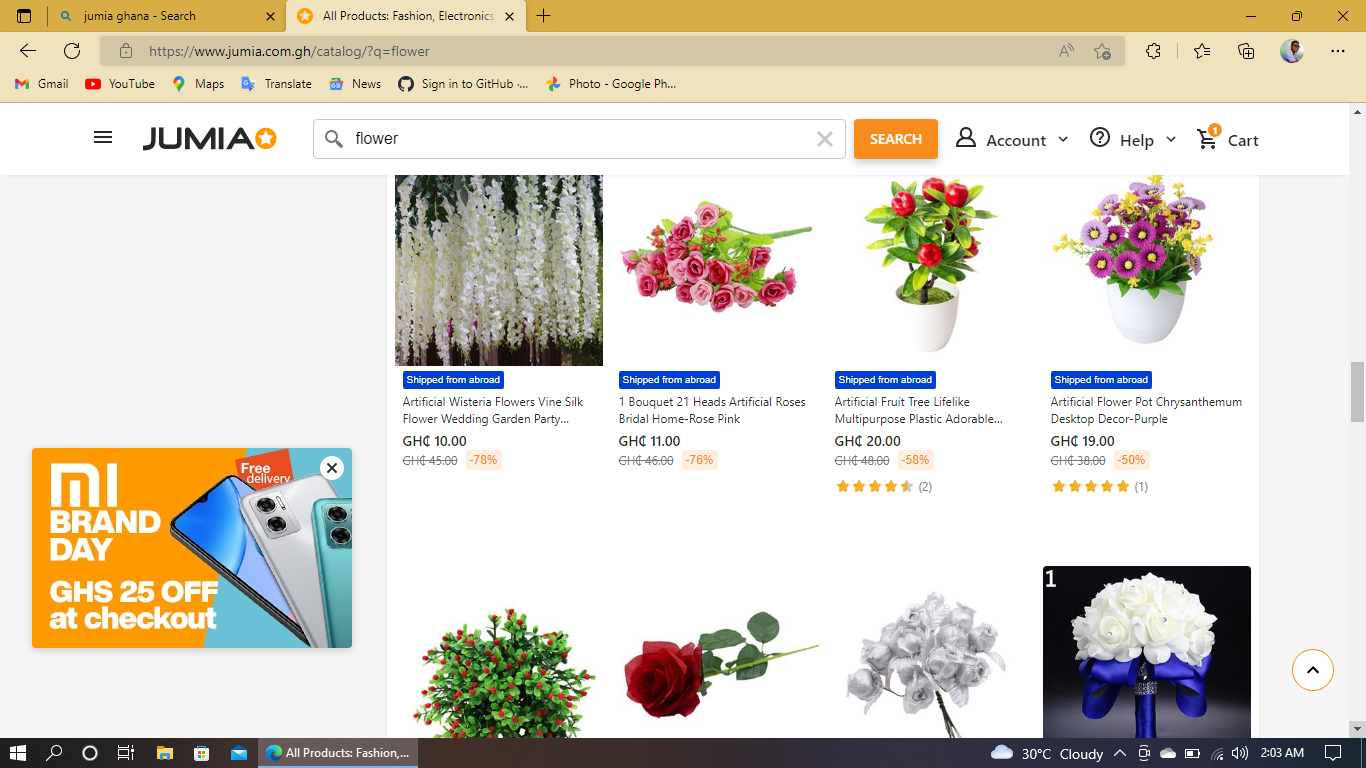 jumia ghana - Search
All Products: Fashion, Electronics
https://www.jumia.com.gh/catalog/?q=flower
Gmail
YouTube
Maps
Translate
News
Sign in to GitHub ·...
Photo - Google Ph...
JUMIA
flower
SEARCH
Account
Help
1
Cart
Shipped from abroad
Artificial Wisteria Flowers Vine Silk
Flower Wedding Garden Party...
GH₵ 10.00
GH₵ 45.00 -78%
Shipped from abroad
1 Bouquet 21 Heads Artificial Roses
Bridal Home-Rose Pink
GH₵ 11.00
GH₵ 46.00 -76%
Shipped from abroad
Artificial Fruit Tree Lifelike
Multipurpose Plastic Adorable...
GH₵ 20.00
GH₵ 48.00 -58%
(2)
Shipped from abroad
Artificial Flower Pot Chrysanthemum
Desktop Decor-Purple
GH₵ 19.00
GH₵ 38.00 -50%
(1)
MI
BRAND
DAY
GHS 25 OFF
at checkout
Free
delivery
1
All Products: Fashion,...
30°C Cloudy
2:03 AM